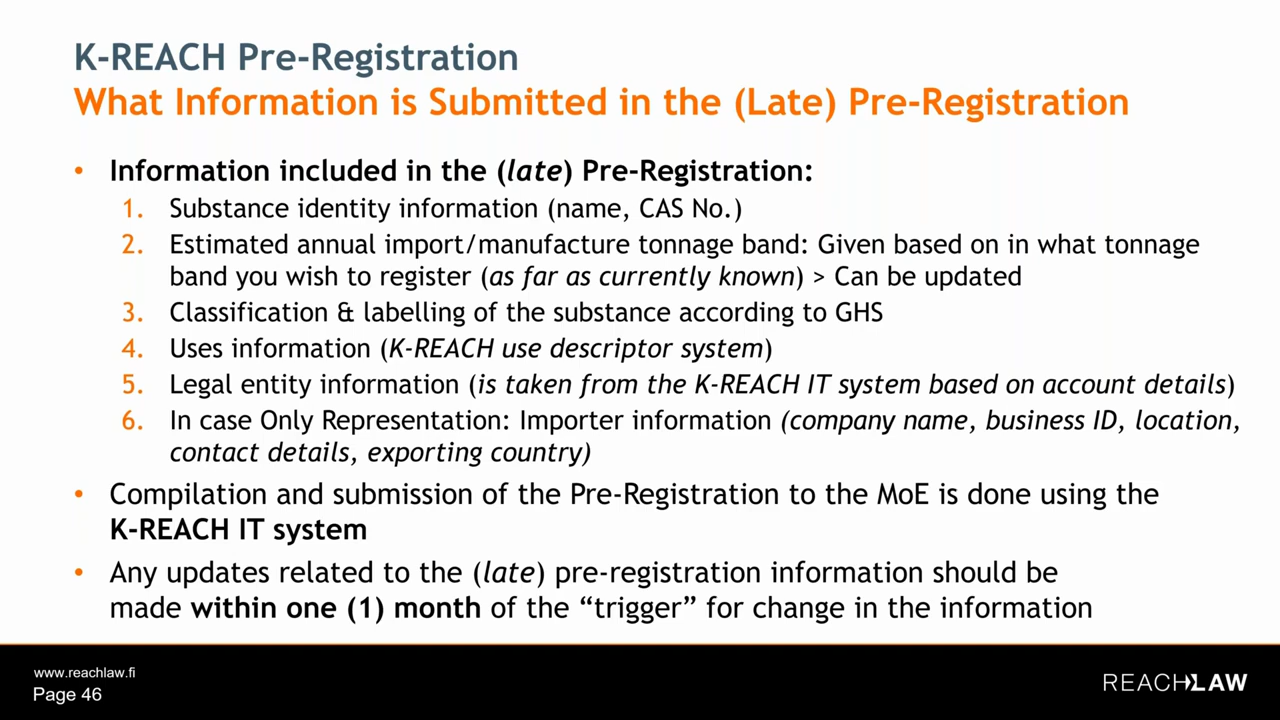 K-REACH Pre-Registration
What Information is Submitted in the (Late) Pre-Registration
• Information included in the (late) Pre-Registration:
1. Substance identity information (name, CAS No.)
2. Estimated annual import/manufacture tonnage band: Given based on in what tonnage
band you wish to register (as far as currently known) > Can be updated
3. Classification & labelling of the substance according to GHS
4. Uses information (K-REACH use descriptor system)
5. Legal entity information (is taken from the K-REACH IT system based on account details)
6. In case Only Representation: Importer information (company name, business ID, location,
contact details, exporting country)
• Compilation and submission of the Pre-Registration to the MoE is done using the
K-REACH IT system
• Any updates related to the (late) pre-registration information should be
made within one (1) month of the “trigger” for change in the information
www.reachlaw.fi
Page 46
REACHLAW